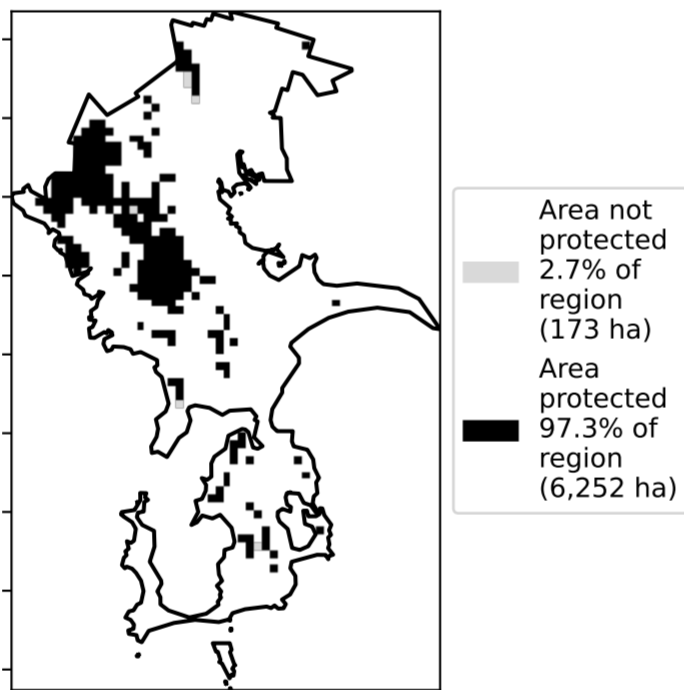 Area not
protected
2.7% of
region
(173 ha)
Area
protected
97.3% of
region
(6,252 ha)